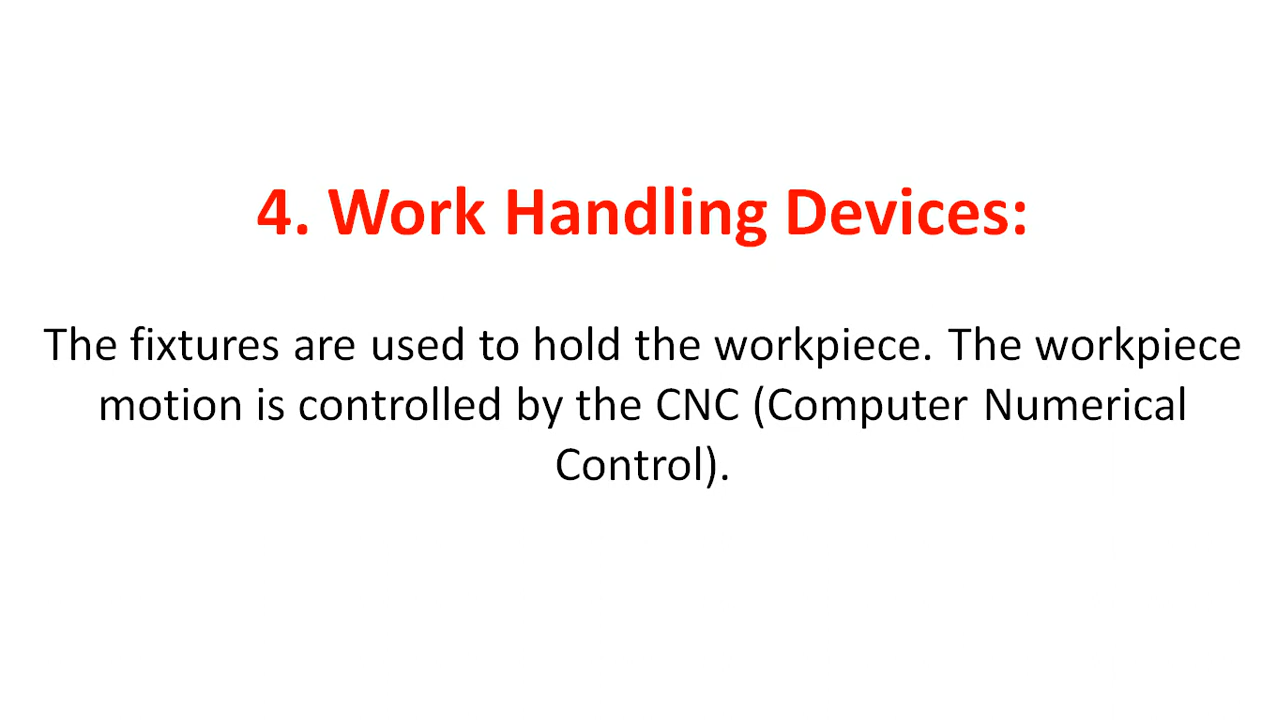 4. Work Handling Devices:
The fixtures are used to hold the workpiece. The workpiece
motion is controlled by the CNC (Computer Numerical
Control).